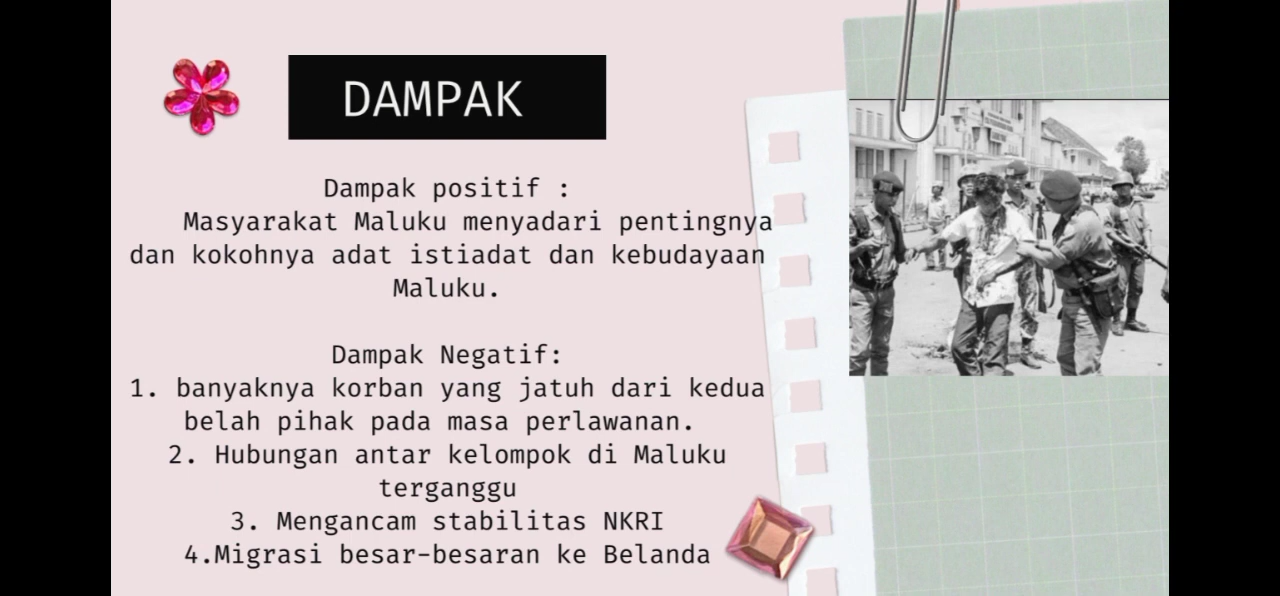 DAMPAK
Dampak positif :
Masyarakat Maluku menyadari pentingnya
dan kokohnya adat istiadat dan kebudayaan
Maluku.
Dampak Negatif:
1. banyaknya korban yang jatuh dari kedua
belah pihak pada masa perlawanan.
2. Hubungan antar kelompok di Maluku
terganggu
3. Mengancam stabilitas NKRI
4.Migrasi besar-besaran ke Belanda